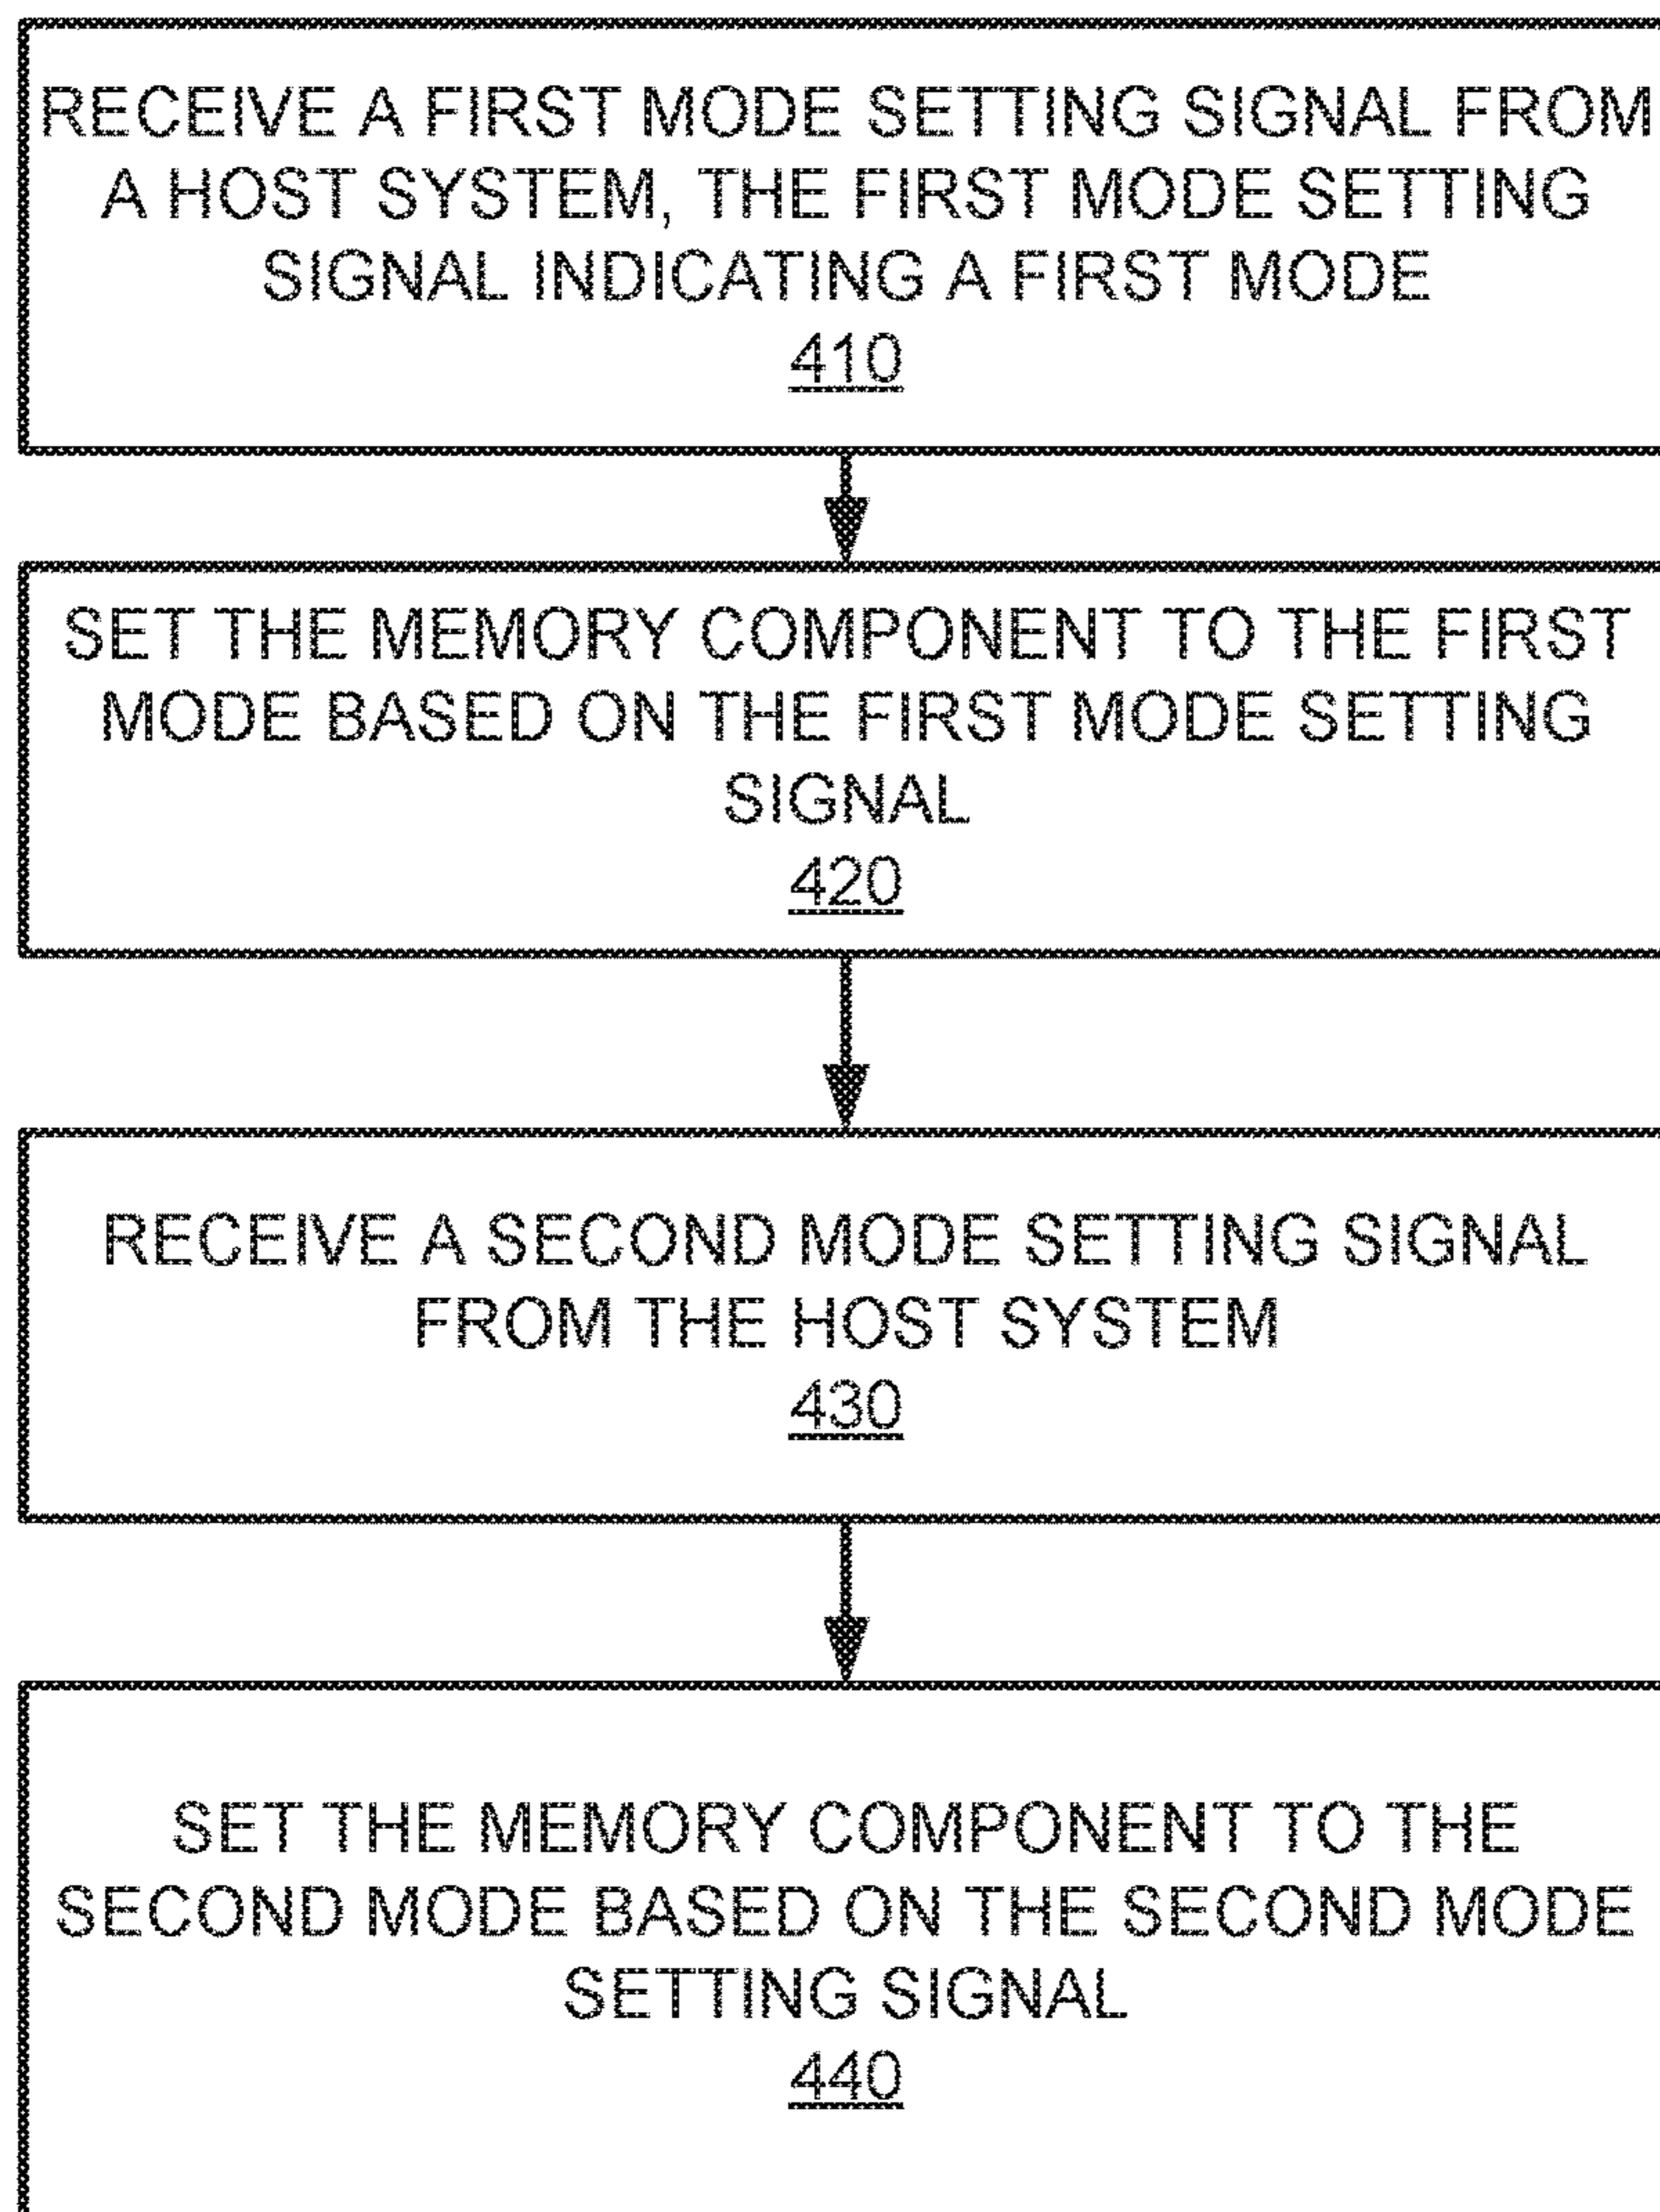 RECEIVE A FIRST MODE SETTING SIGNAL FROM
A HOST SYSTEM, THE FIRST MODE SETTING
SIGNAL INDICATING A FIRST MODE
410
SET THE MEMORY COMPONENT TO THE FIRST
MODE BASED ON THE FIRST MODE SETTING
SIGNAL
420
RECEIVE A SECOND MODE SETTING SIGNAL
FROM THE HOST SYSTEM
430
SET THE MEMORY COMPONENT TO THE
SECOND MODE BASED ON THE SECOND MODE
SETTING SIGNAL
440